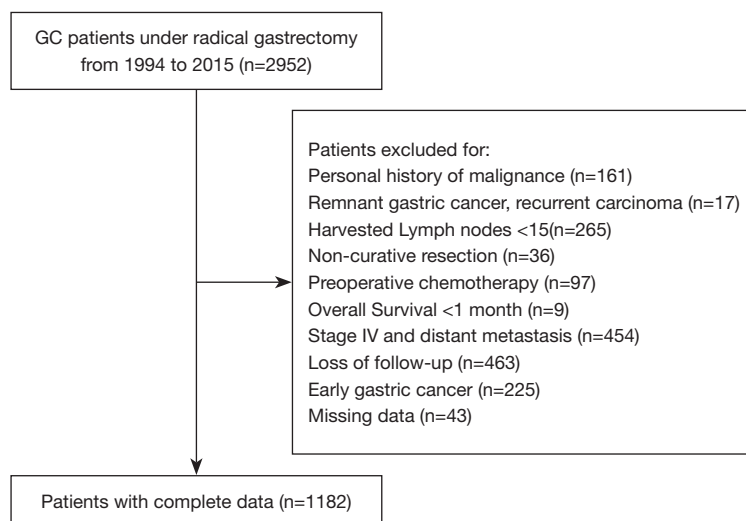 GC patients under radical gastrectomy
from 1994 to 2015 (n=2952)
Patients excluded for:
Personal history of malignance (n=161)
Remnant gastric cancer, recurrent carcinoma (n=17)
Harvested Lymph nodes <15(n=265)
Non-curative resection (n=36)
Preoperative chemotherapy (n=97)
Overall Survival <1 month (n=9)
Stage IV and distant metastasis (n=454)
Loss of follow-up (n=463)
Early gastric cancer (n=225)
Missing data (n=43)
Patients with complete data (n=1182)